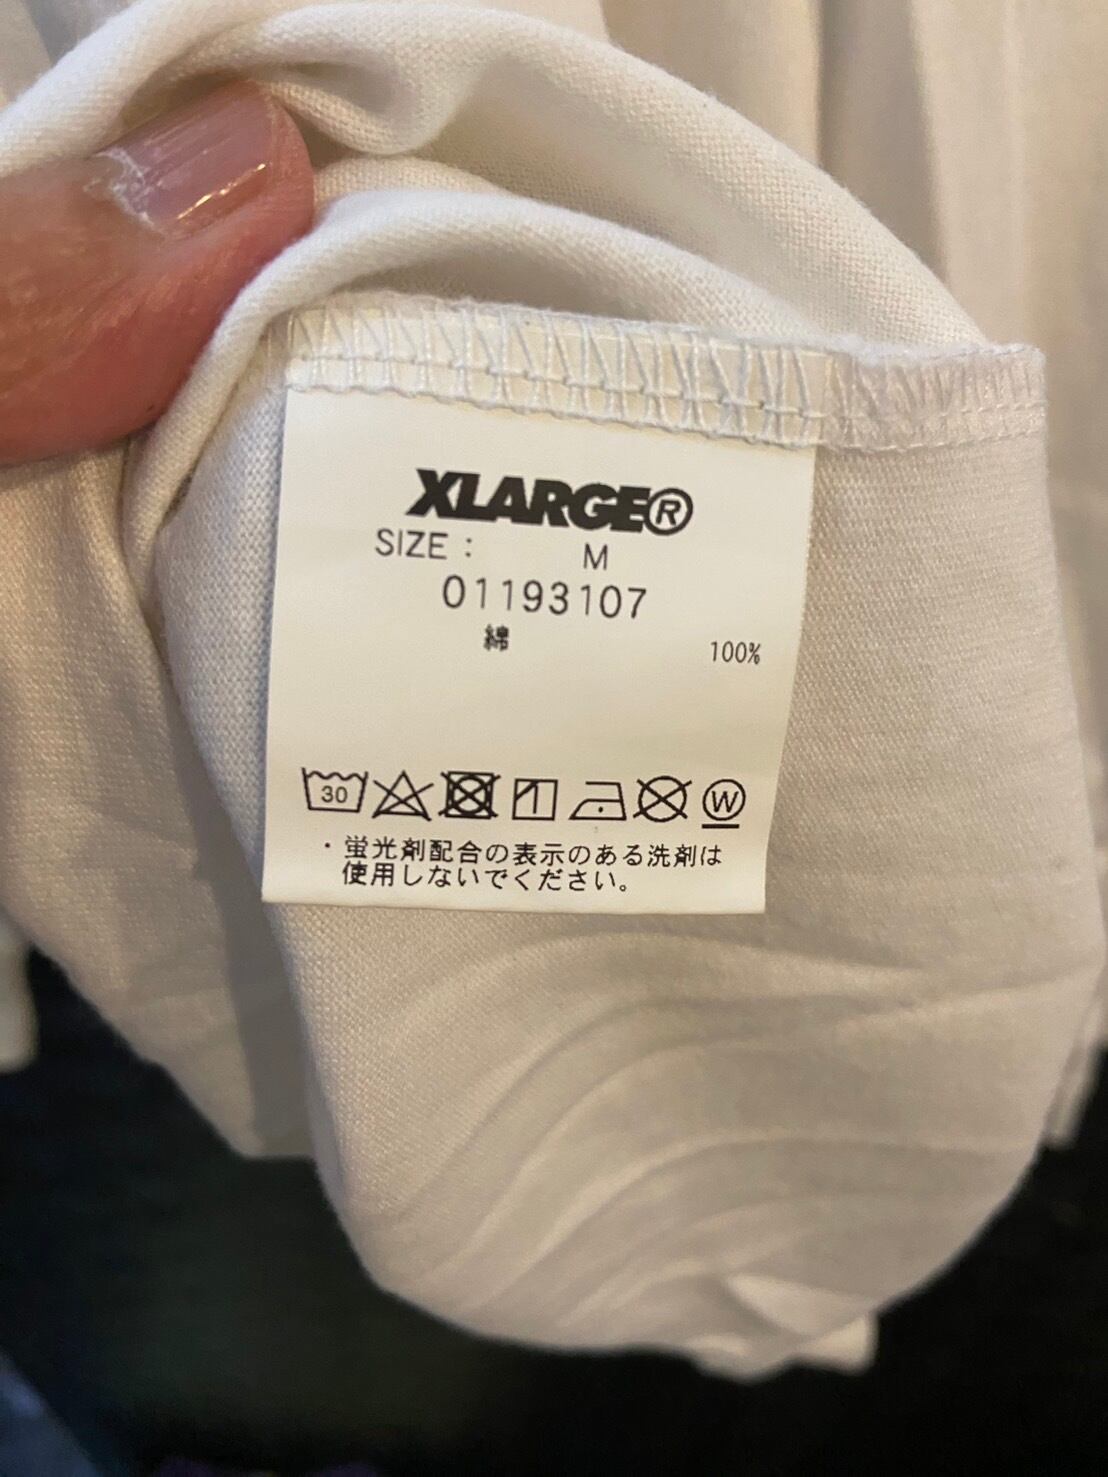 XLARGE®
SIZE : M
01193107
綿 100%
30 W
・蛍光剤配合の表示のある洗剤は
使用しないでください。